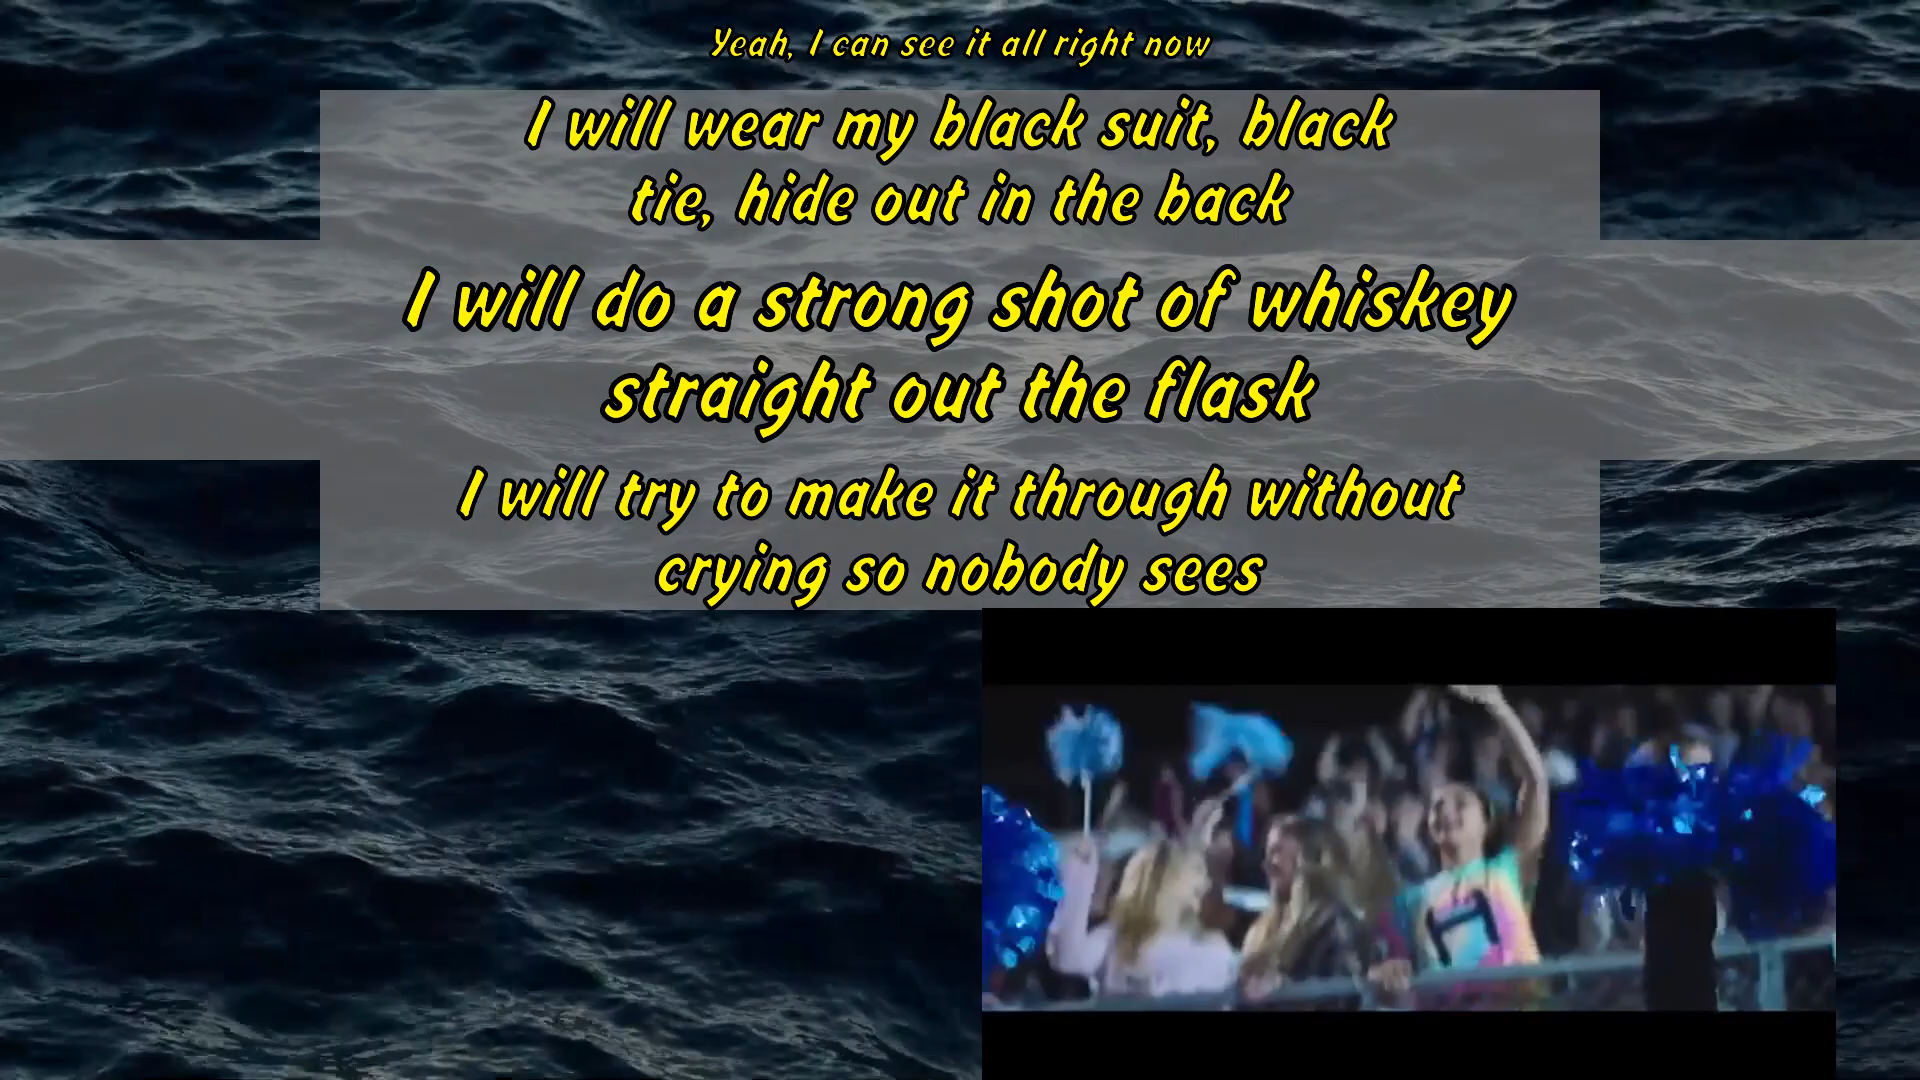 Yeah, I can see it all right now
I will wear my black suit, black
tie, hide out in the back
I will do a strong shot of whiskey
straight out the flask
I will try to make it through without
crying so nobody sees
H